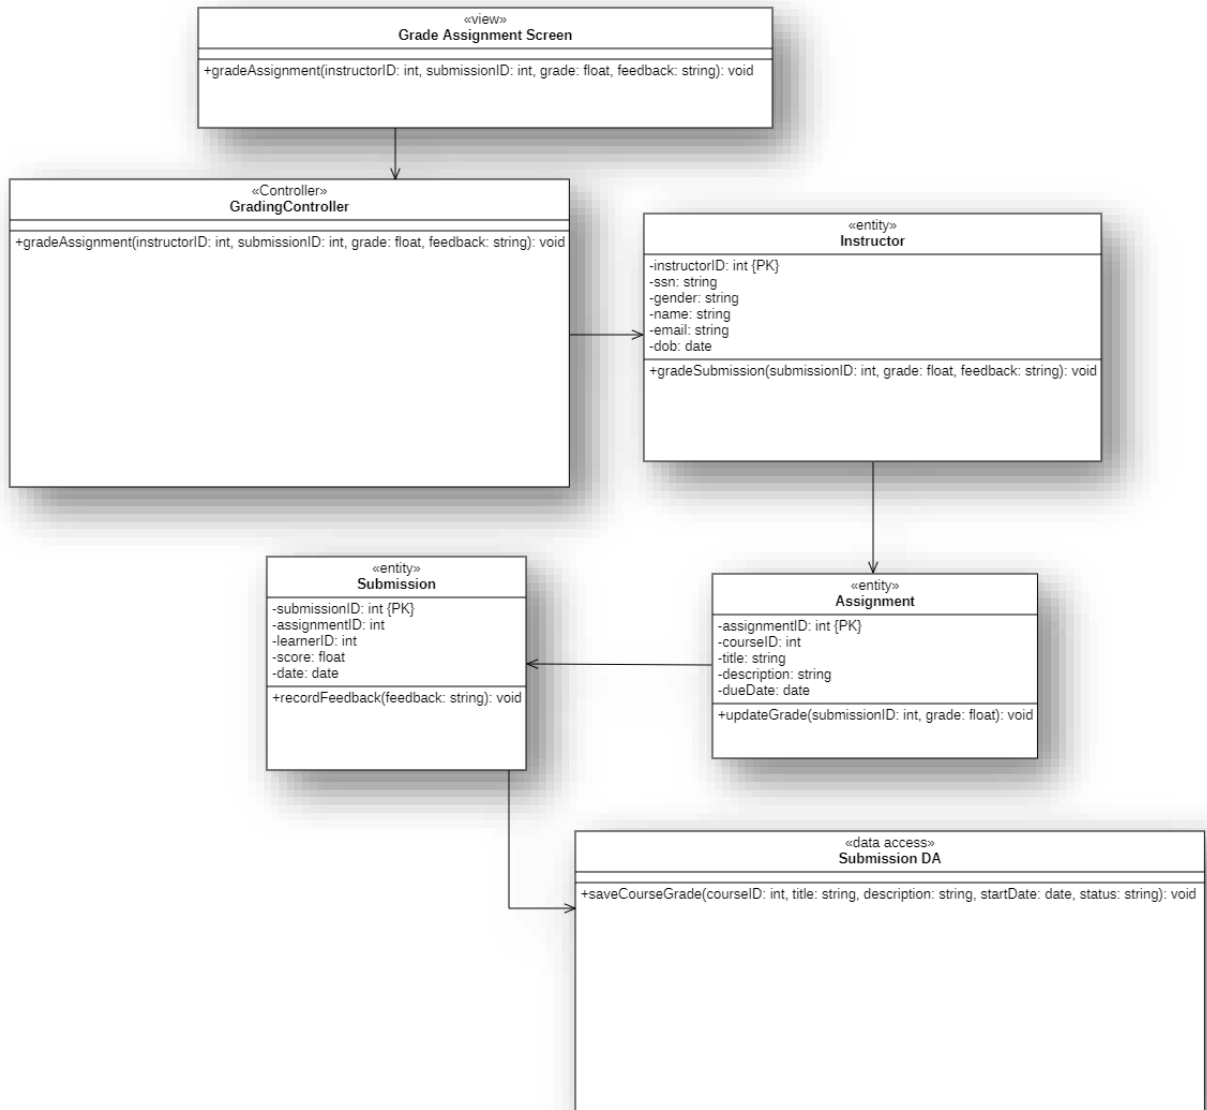 «view»
Grade Assignment Screen
+gradeAssignment(instructorID: int, submissionID: int, grade: float, feedback: string): void
«Controller»
GradingController
+gradeAssignment(instructorID: int, submissionID: int, grade: float, feedback: string): void
«entity»
Instructor
-instructorID: int {PK}
-ssn: string
-gender: string
-name: string
-email: string
-dob: date
+gradeSubmission(submissionID: int, grade: float, feedback: string): void
«entity»
Submission
-submissionID: int {PK}
-assignmentID: int
-learnerID: int
-score: float
-date: date
+recordFeedback(feedback: string): void
«entity»
Assignment
-assignmentID: int {PK}
-courseID: int
-title: string
-description: string
-dueDate: date
+updateGrade(submissionID: int, grade: float): void
«data access»
Submission DA
+saveCourseGrade(courseID: int, title: string, description: string, startDate: date, status: string): void